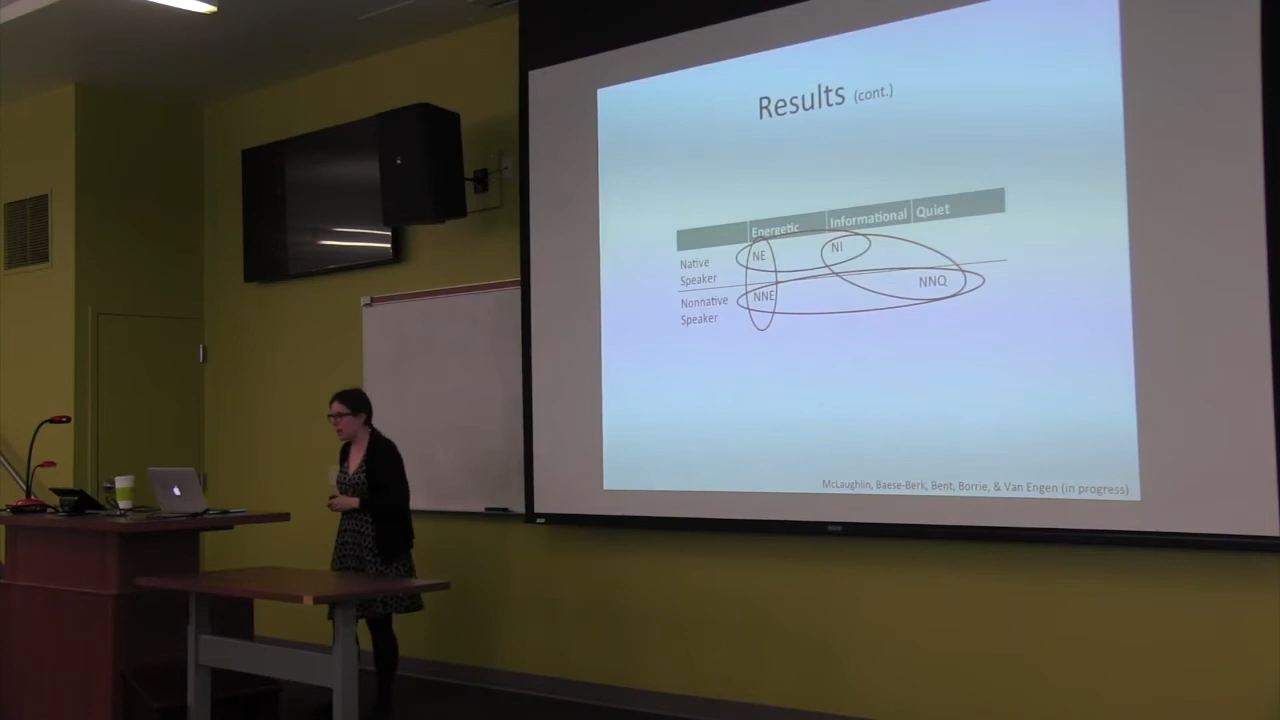 Results (cont.)
Energetic Informational Quiet
Native Speaker NE NI
Nonnative Speaker NNE NNQ
McLaughlin, Baese-Berk, Bent, Borrie, & Van Engen (in progress)